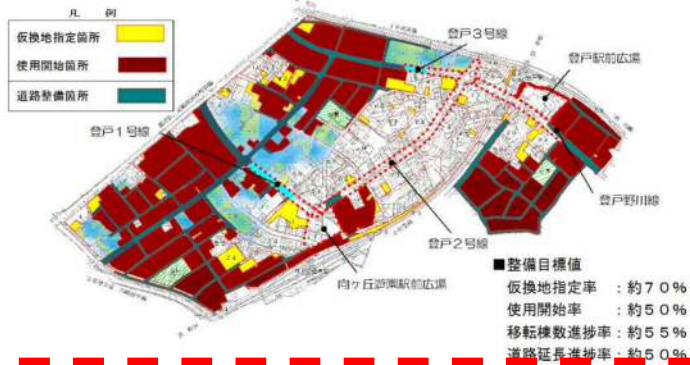 凡 例
仮換地指定箇所
使用開始箇所
道路整備箇所
登戸3号線
登戸駅前広場
登戸1号線
登戸野川線
登戸2号線
向ヶ丘遊園駅前広場
■整備目標値
仮換地指定率 ：約70%
使用開始率 ：約50%
移転棟数進捗率：約55%
道路延長進捗率：約50%